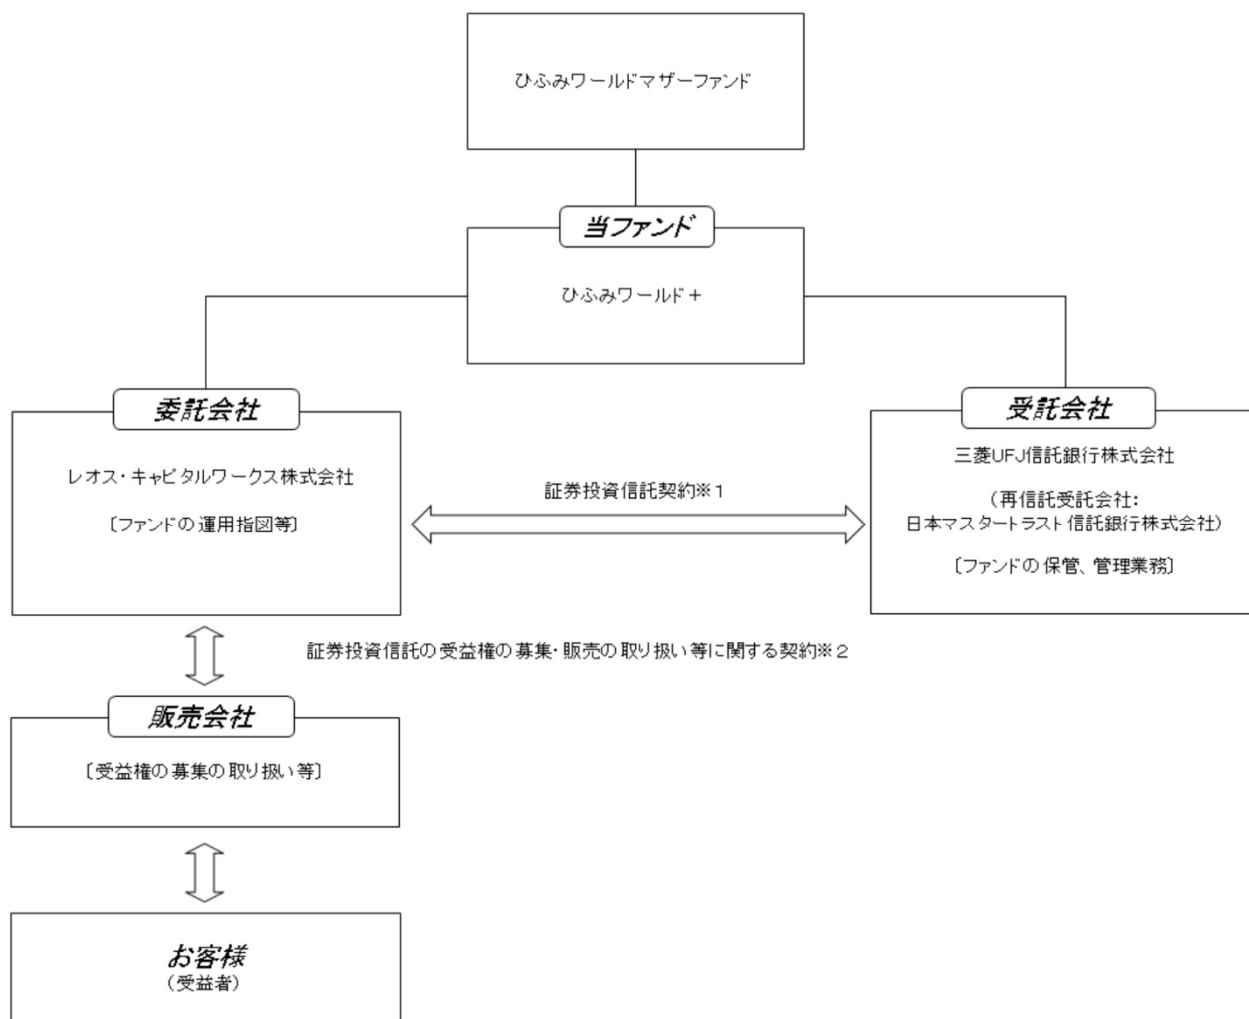 ひふみワールドマザーファンド
当ファンド
ひふみワールド＋
委託会社
レオス・キャピタルワークス株式会社
〔ファンドの運用指図等〕
証券投資信託契約※１
受託会社
三菱UFJ信託銀行株式会社
（再信託受託会社：
日本マスタートラスト信託銀行株式会社）
〔ファンドの保管、管理業務〕
証券投資信託の受益権の募集・販売の取り扱い等に関する契約※２
販売会社
〔受益権の募集の取り扱い等〕
お客様
（受益者）